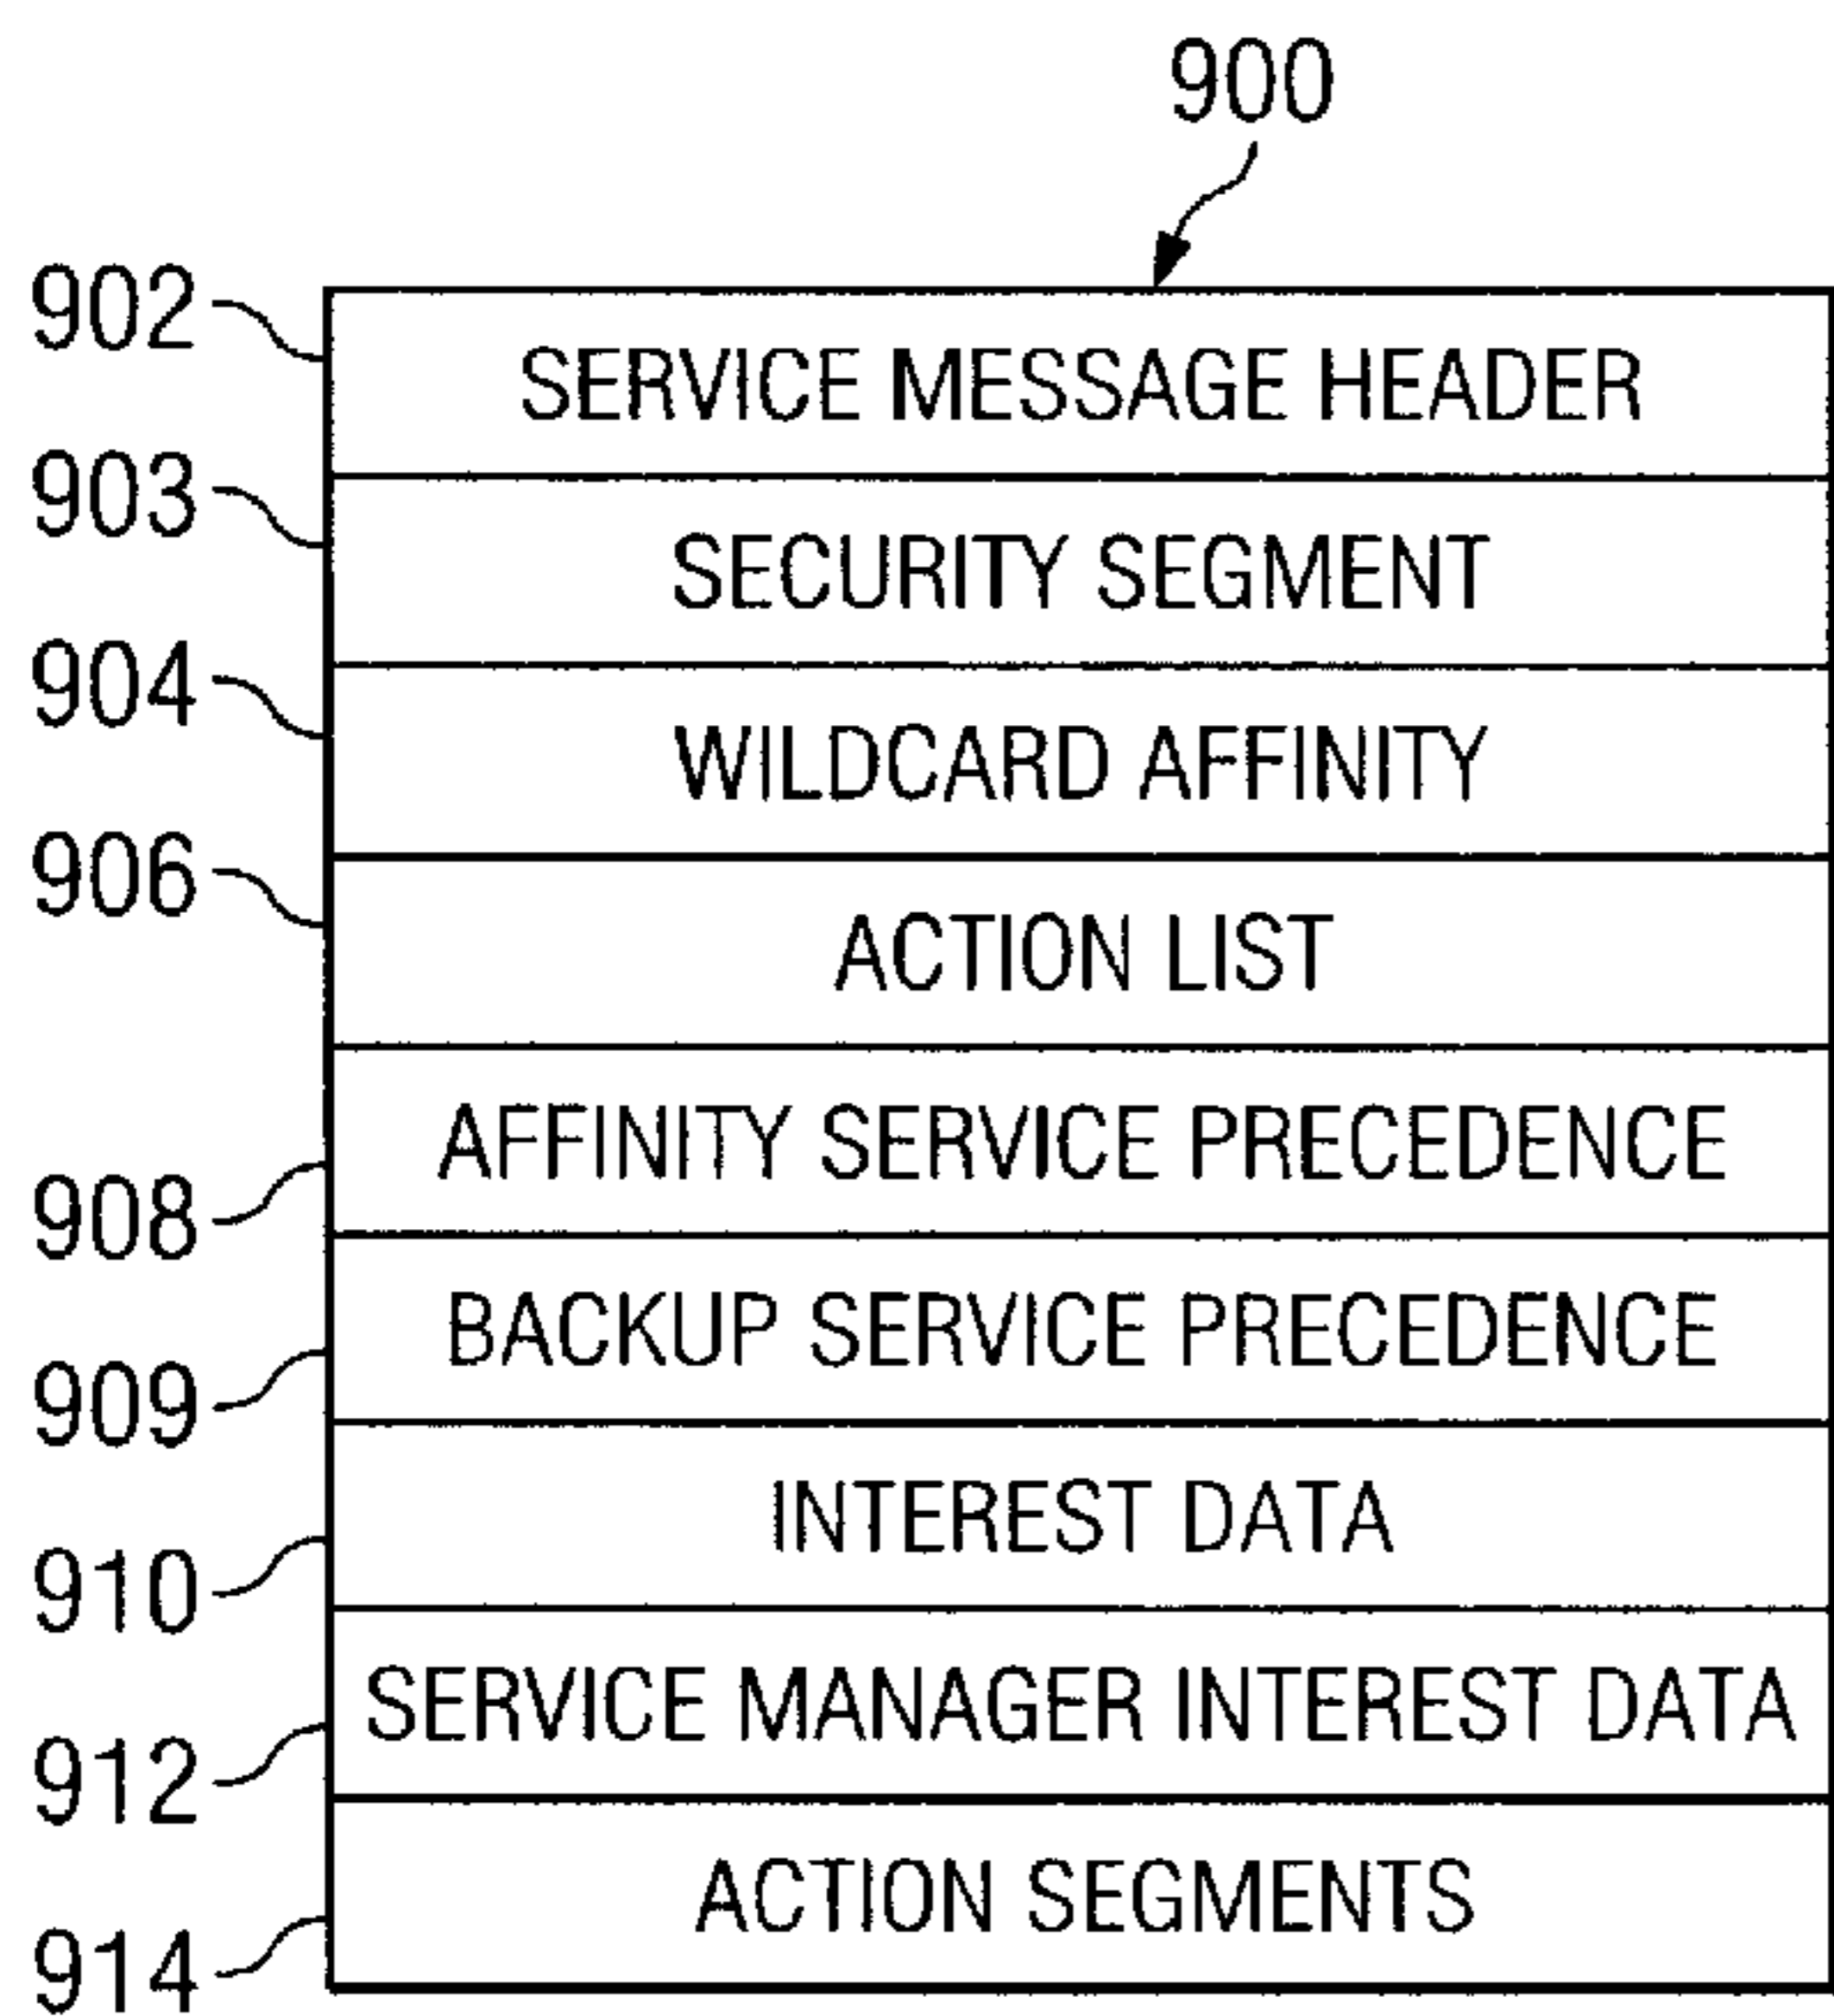 900
902 SERVICE MESSAGE HEADER
903 SECURITY SEGMENT
904 WILDCARD AFFINITY
906 ACTION LIST
908 AFFINITY SERVICE PRECEDENCE
909 BACKUP SERVICE PRECEDENCE
910 INTEREST DATA
912 SERVICE MANAGER INTEREST DATA
914 ACTION SEGMENTS